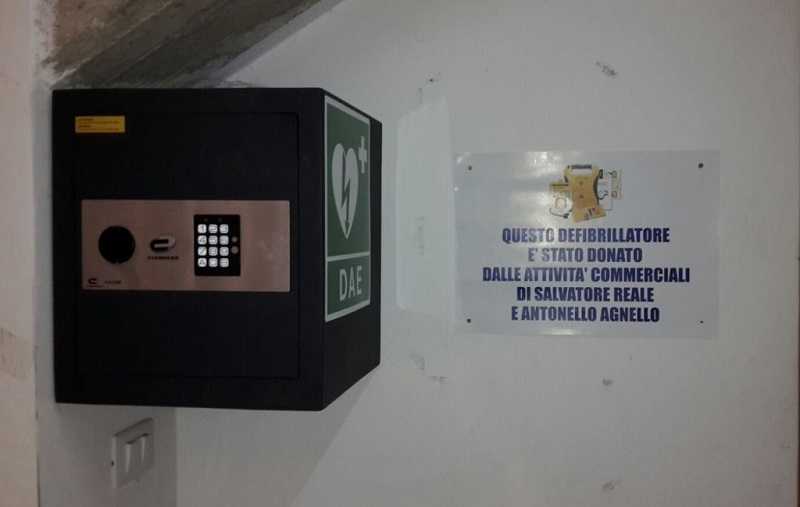 DAE
QUESTO DEFIBRILLATORE
E' STATO DONATO
DALLE ATTIVITA' COMMERCIALI
DI SALVATORE REALE
E ANTONELLO AGNELLO